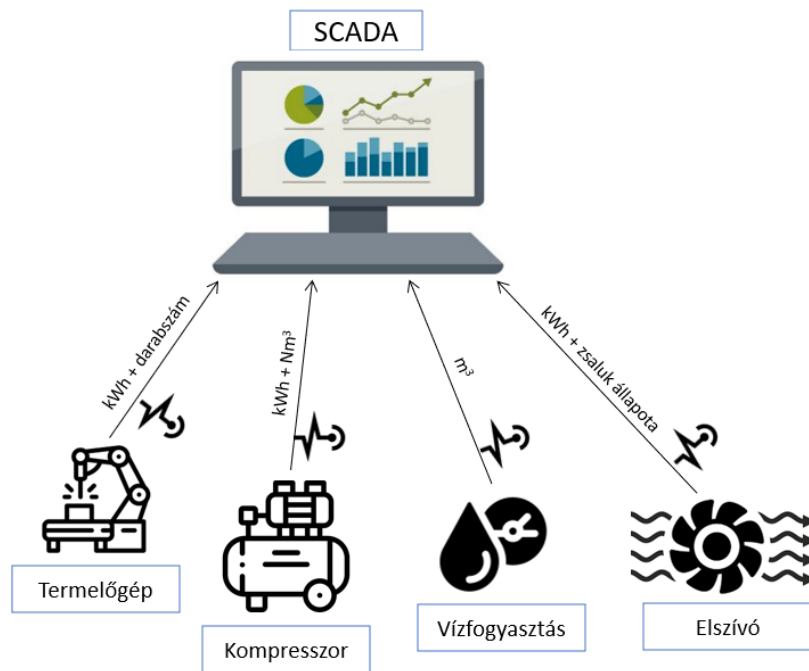 SCADA
kWh + darabszám
kWh + Nm³
m³
kWh + zsaluk állapota
Termelőgép
Kompresszor
Vízfogyasztás
Elszívó